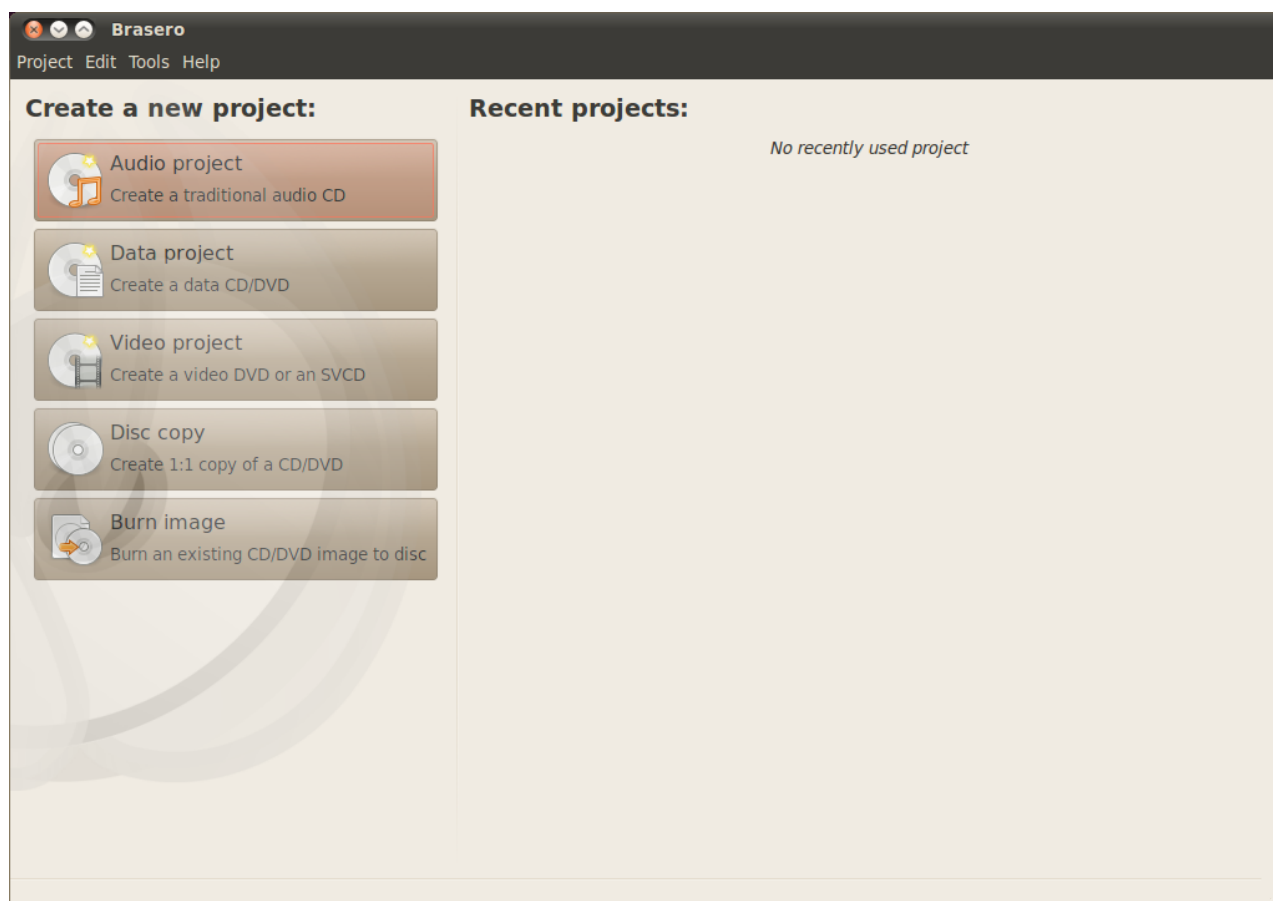 Brasero
Project Edit Tools Help
Create a new project:
Audio project
Create a traditional audio CD
Data project
Create a data CD/DVD
Video project
Create a video DVD or an SVCD
Disc copy
Create 1:1 copy of a CD/DVD
Burn image
Burn an existing CD/DVD image to disc
Recent projects:
No recently used project